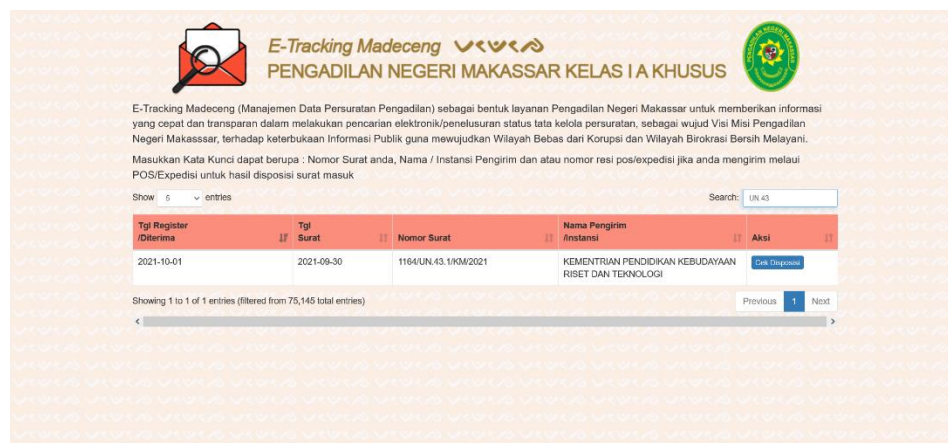 E-Tracking Madeceng
PENGADILAN NEGERI MAKASSAR KELAS I A KHUSUS
E-Tracking Madeceng (Manajemen Data Persuratan Pengadilan) sebagai bentuk layanan Pengadilan Negeri Makassar untuk memberikan informasi
yang cepat dan transparan dalam melakukan pencarian elektronik/penelusuran status tata kelola persuratan, sebagai wujud Visi Misi Pengadilan
Negeri Makasssar, terhadap keterbukaan Informasi Publik guna mewujudkan Wilayah Bebas dari Korupsi dan Wilayah Birokrasi Bersih Melayani.
Masukkan Kata Kunci dapat berupa : Nomor Surat anda, Nama / Instansi Pengirim dan atau nomor resi pos/expedisi jika anda mengirim melaui
POS/Expedisi untuk hasil disposisi surat masuk
Show 5 entries Search: UN.43
Tgl Register
/Diterima
Tgl
Surat
Nomor Surat
Nama Pengirim
/Instansi
Aksi
2021-10-01 2021-09-30 1164/UN.43.1/KM/2021 KEMENTRIAN PENDIDIKAN KEBUDAYAAN
RISET DAN TEKNOLOGI
Cek Disposisi
Showing 1 to 1 of 1 entries (filtered from 75,145 total entries) Previous 1 Next